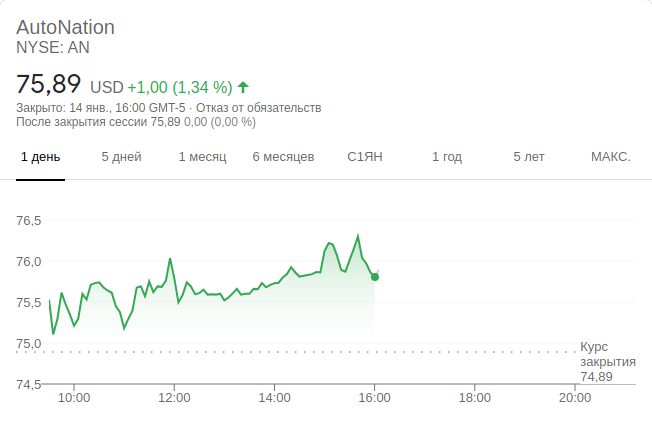 AutoNation
NYSE: AN
75,89 USD +1,00 (1,34 %)
Закрыто: 14 янв., 16:00 GMT-5 · Отказ от обязательств
После закрытия сессии 75,89 0,00 (0,00 %)
1 день 5 дней 1 месяц 6 месяцев С1ЯН 1 год 5 лет МАКС.
76,5
76,0
75,5
75,0
Курс
закрытия
74,89
74,5
10:00 12:00 14:00 16:00 18:00 20:00